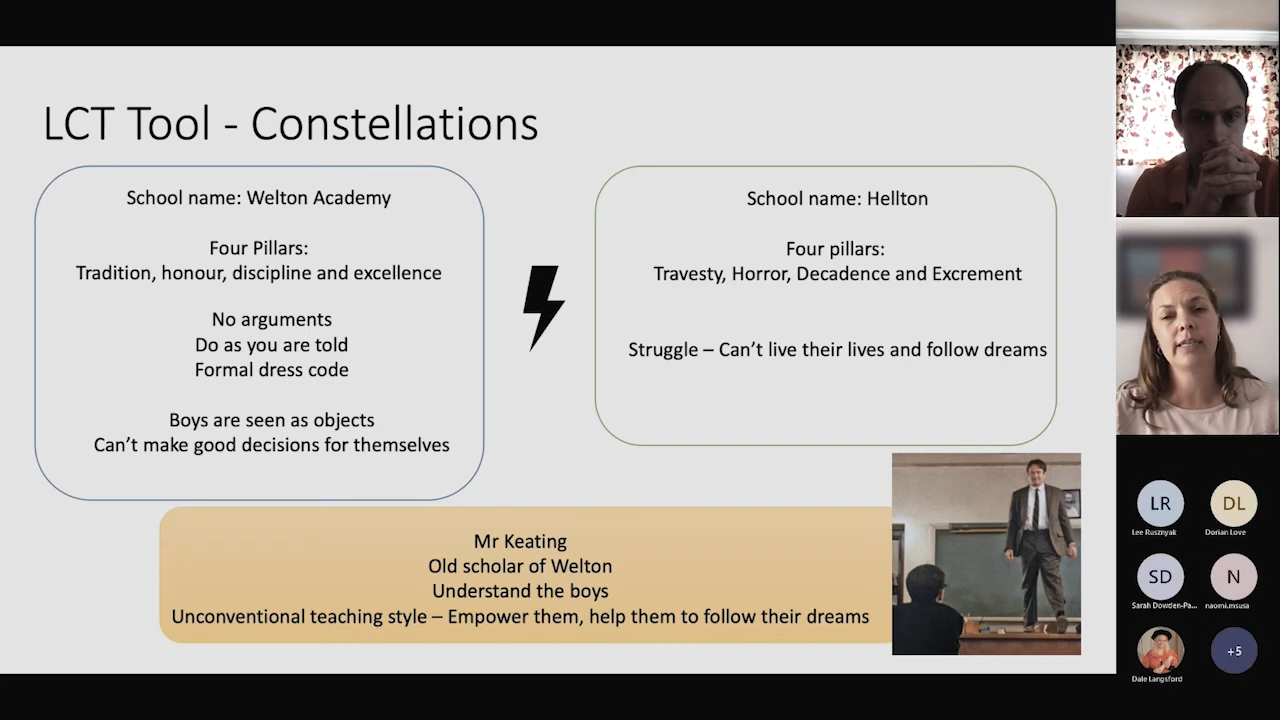 LCT Tool - Constellations
School name: Welton Academy
Four Pillars:
Tradition, honour, discipline and excellence
No arguments
Do as you are told
Formal dress code
Boys are seen as objects
Can't make good decisions for themselves
School name: Hellton
Four pillars:
Travesty, Horror, Decadence and Excrement
Struggle – Can't live their lives and follow dreams
Mr Keating
Old scholar of Welton
Understand the boys
Unconventional teaching style – Empower them, help them to follow their dreams
LR
Lee Rusznyak
DL
Dorian Love
SD
Sarah Dowden-Pa...
N
naomi.msusa
Dale Langsford
+5